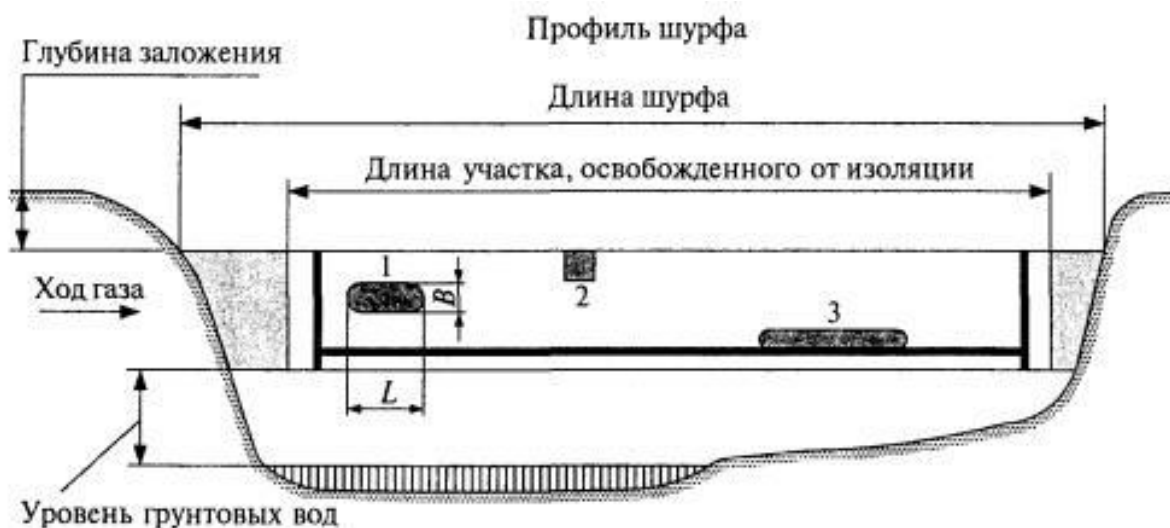 Профиль шурфа
Глубина заложения
Длина шурфа
Длина участка, освобожденного от изоляции
1
B
2
3
Ход газа
L
Уровень грунтовых вод